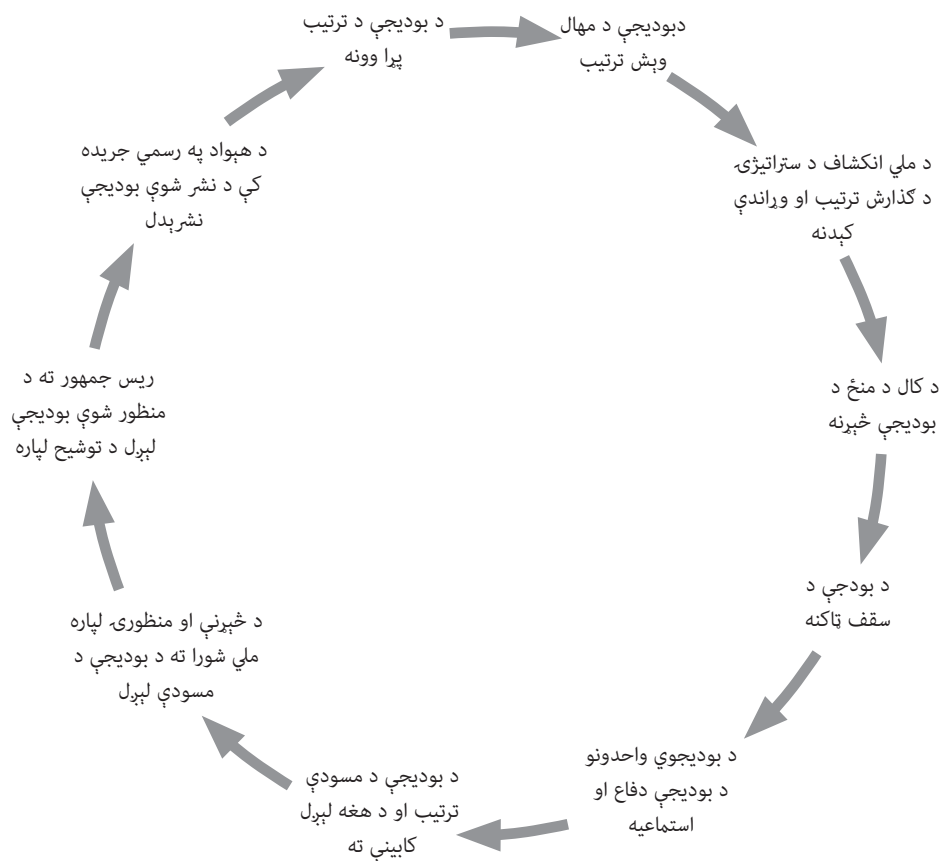 د بودیجې د ترتیب
پړا وونه
دبودیجې د مهال
وېش ترتیب
د ملي انکشاف د ستراتیژۍ
د ګذارش ترتیب او وړاندې
کېدنه
د کال د منځ د
بودیجې څېړنه
د بودجې د
سقف ټاکنه
د بودیجوي واحدونو
د بودیجې دفاع او
استماعیه
د بودیجې د مسودې
ترتیب او د هغه لېږل
کابینې ته
د څېړنې او منظورۍ لپاره
ملي شورا ته د بودیجې د
مسودې لېږل
ریس جمهور ته د
منظور شوې بودیجې
لېږل د توشیح لپاره
د هېواد په رسمي جریده
کې د نشر شوې بودیجې
نشرېدل